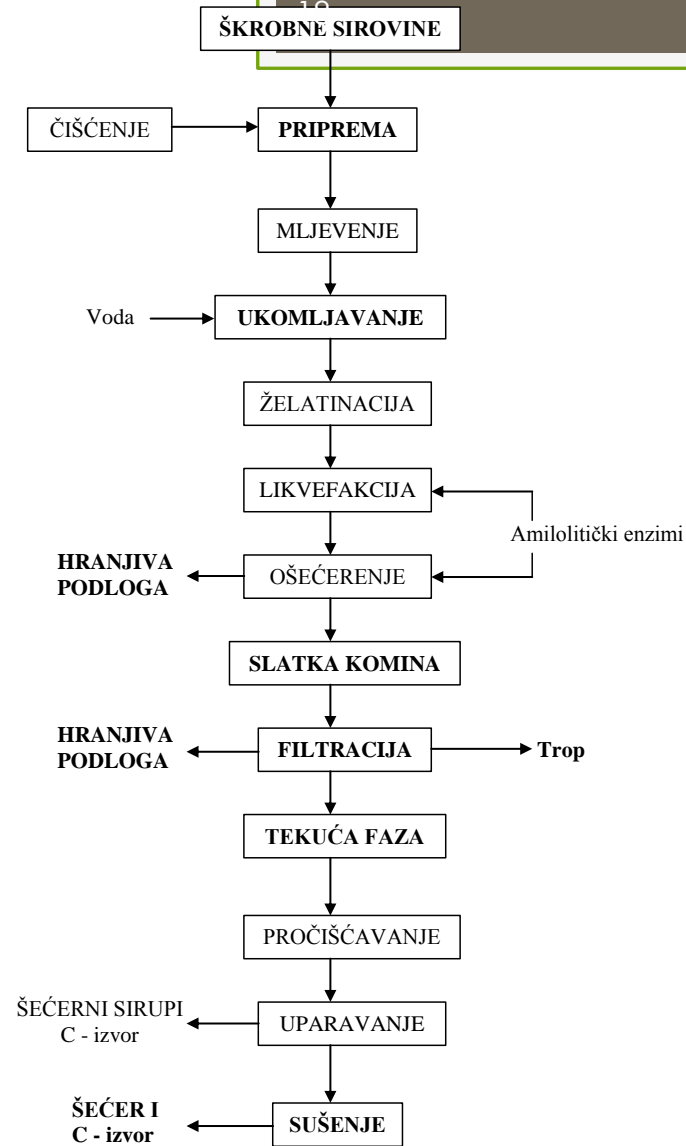 ŠKROBNE SIROVINE
ČIŠĆENJE
PRIPREMA
MLJEVENJE
Voda
UKOMLJAVANJE
ŽELATINACIJA
LIKVEFAKCIJA
Amilolitički enzimi
HRANJIVA
PODLOGA
OŠEĆERENJE
SLATKA KOMINA
HRANJIVA
PODLOGA
FILTRACIJA
Trop
TEKUĆA FAZA
PROČIŠĆAVANJE
ŠEĆERNI SIRUPI
C - izvor
UPARAVANJE
ŠEĆER I
C - izvor
SUŠENJE